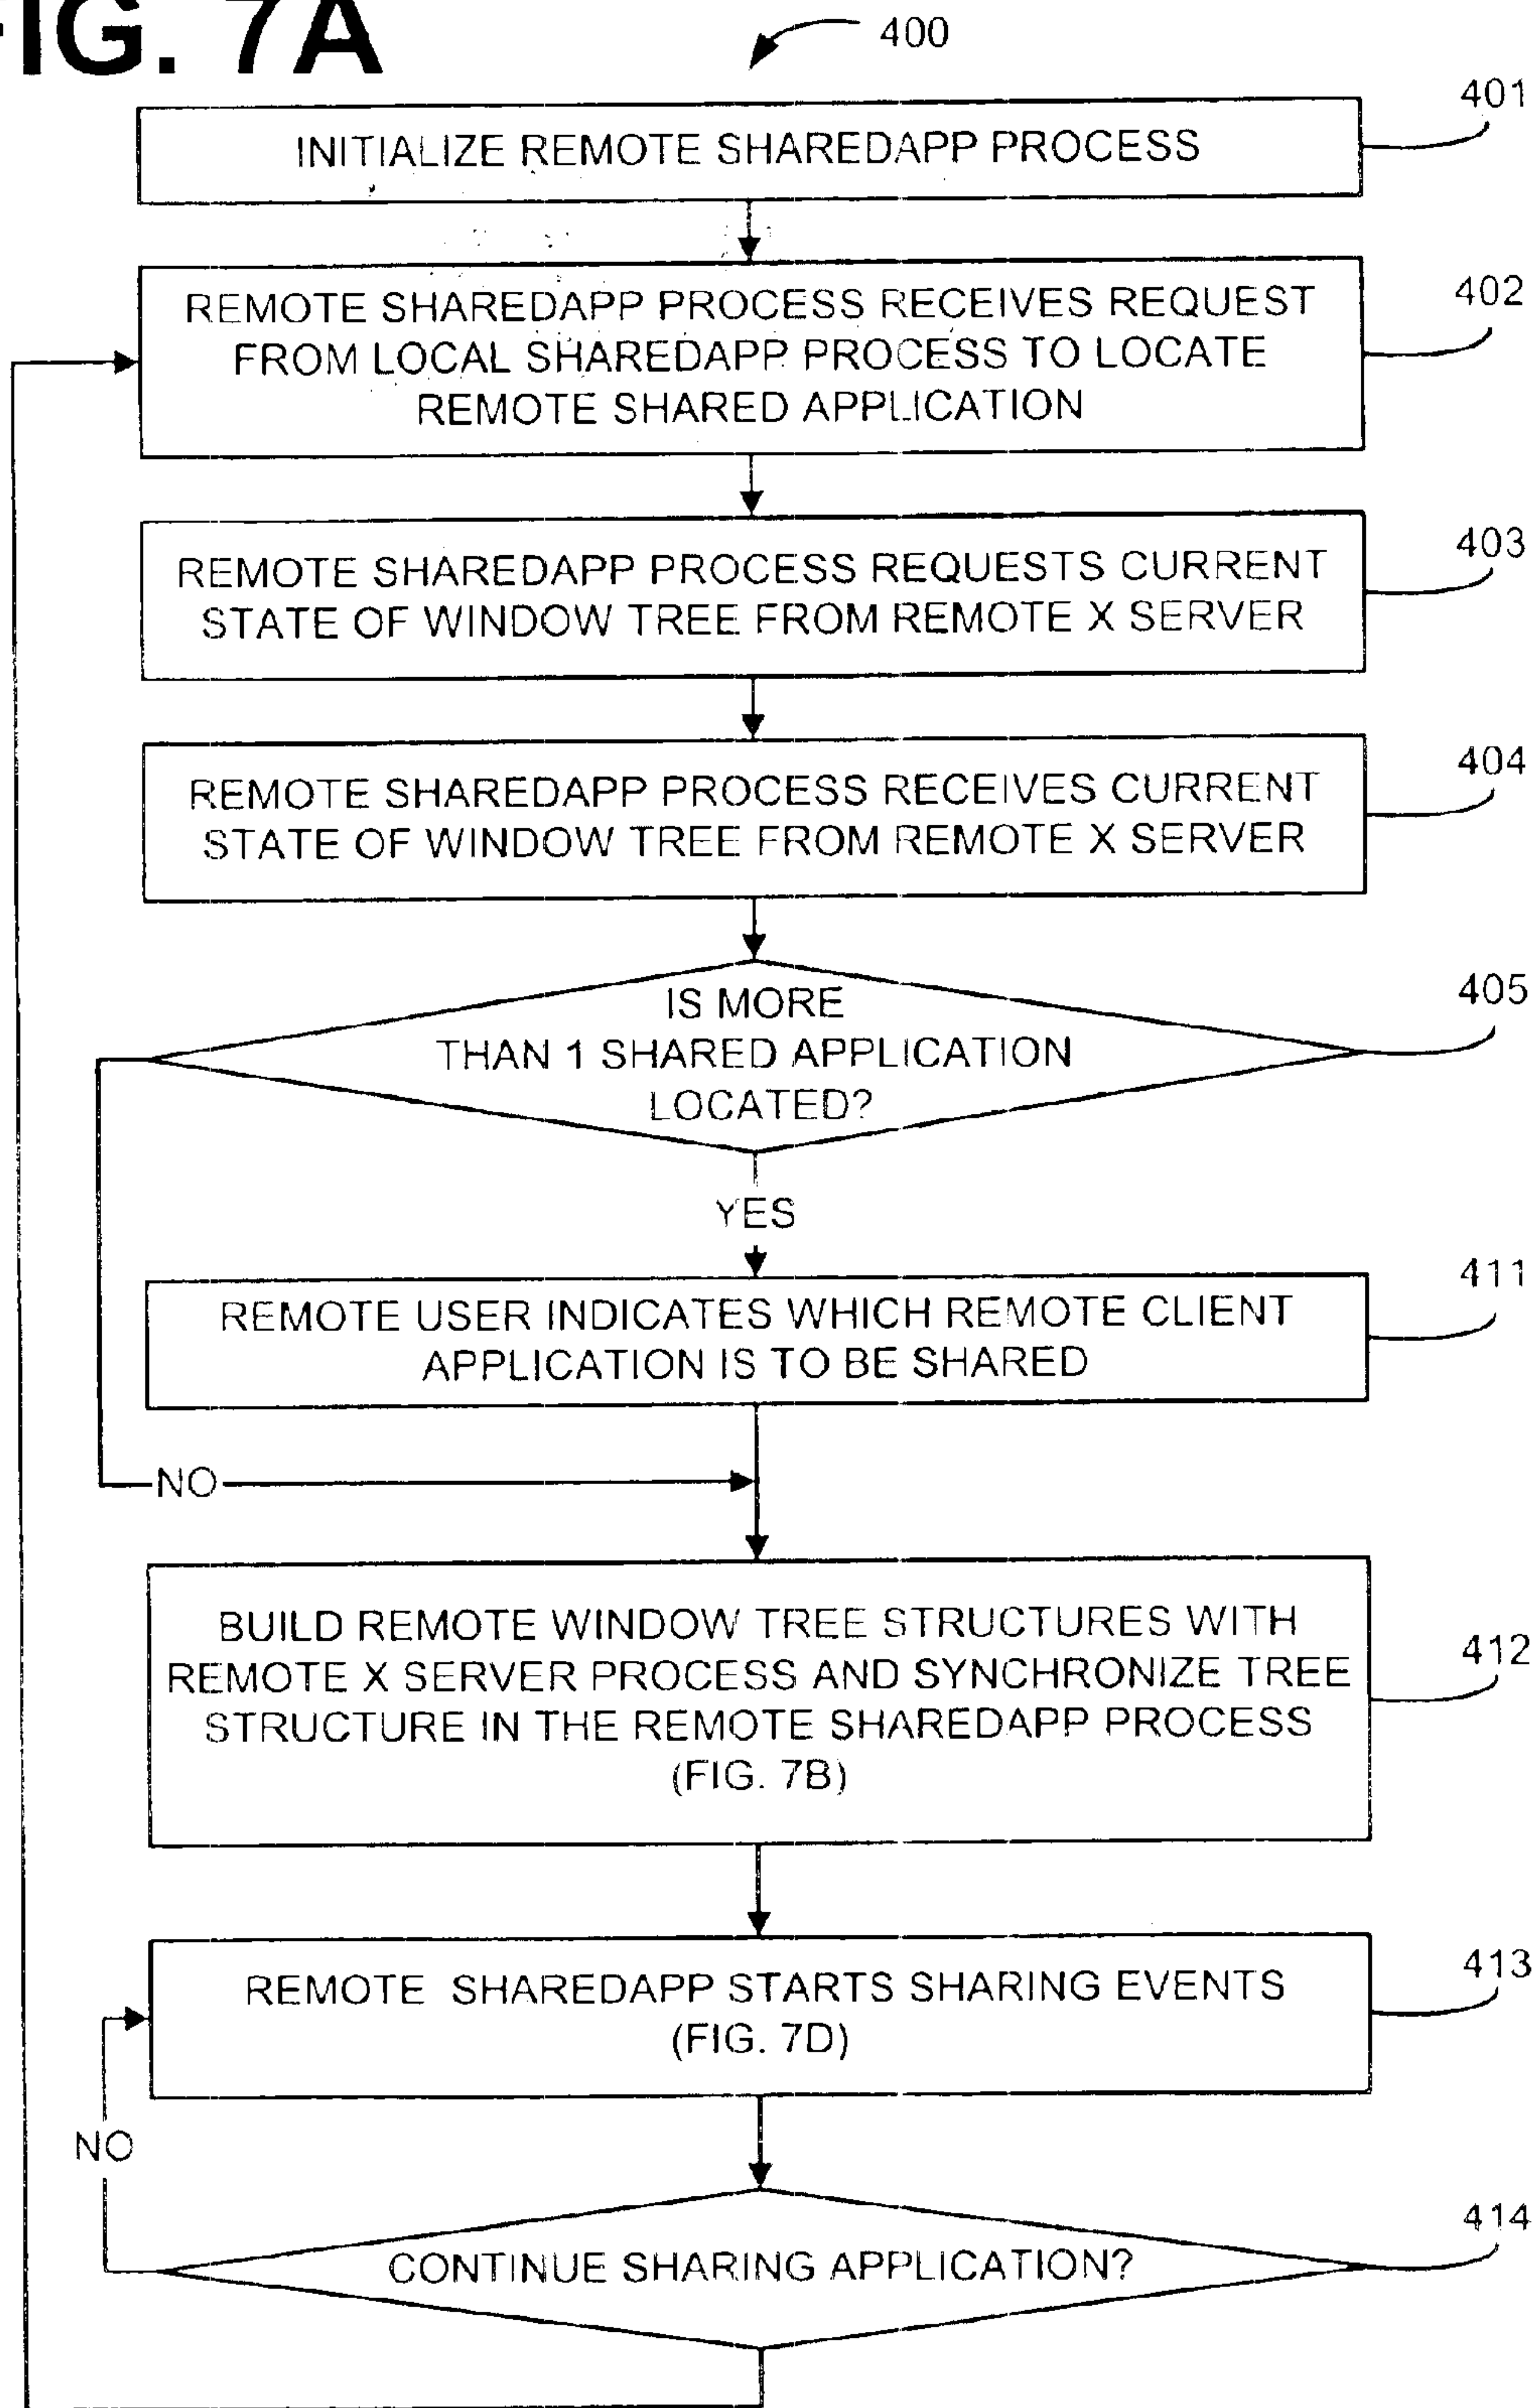 FIG. 7A
400
INITIALIZE REMOTE SHAREDAPP PROCESS
401
REMOTE SHAREDAPP PROCESS RECEIVES REQUEST
FROM LOCAL SHAREDAPP PROCESS TO LOCATE
REMOTE SHARED APPLICATION
402
REMOTE SHAREDAPP PROCESS REQUESTS CURRENT
STATE OF WINDOW TREE FROM REMOTE X SERVER
403
REMOTE SHAREDAPP PROCESS RECEIVES CURRENT
STATE OF WINDOW TREE FROM REMOTE X SERVER
404
IS MORE
THAN 1 SHARED APPLICATION
LOCATED?
405
YES
REMOTE USER INDICATES WHICH REMOTE CLIENT
APPLICATION IS TO BE SHARED
411
NO
BUILD REMOTE WINDOW TREE STRUCTURES WITH
REMOTE X SERVER PROCESS AND SYNCHRONIZE TREE
STRUCTURE IN THE REMOTE SHAREDAPP PROCESS
(FIG. 7B)
412
REMOTE SHAREDAPP STARTS SHARING EVENTS
(FIG. 7D)
413
NO
CONTINUE SHARING APPLICATION?
414